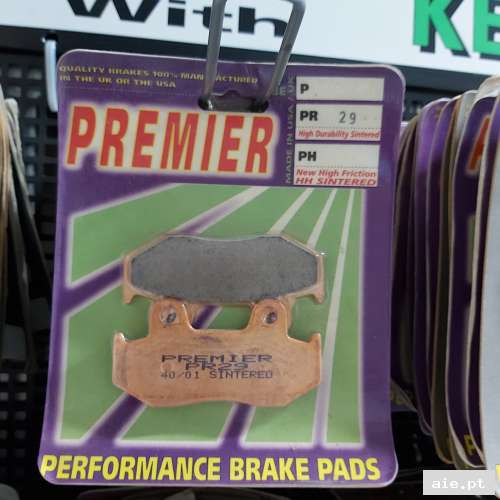 With
KE
QUALITY BRAKES 100% MANUFACTURED
IN THE UK OR THE USA
PREMIER
MADE IN USA/UK
P
PR 29
High Durability Sintered
PH
New High Friction
HH SINTERED
PREMIER
PR29
40/01 SINTERED
PERFORMANCE BRAKE PADS
aie.pt